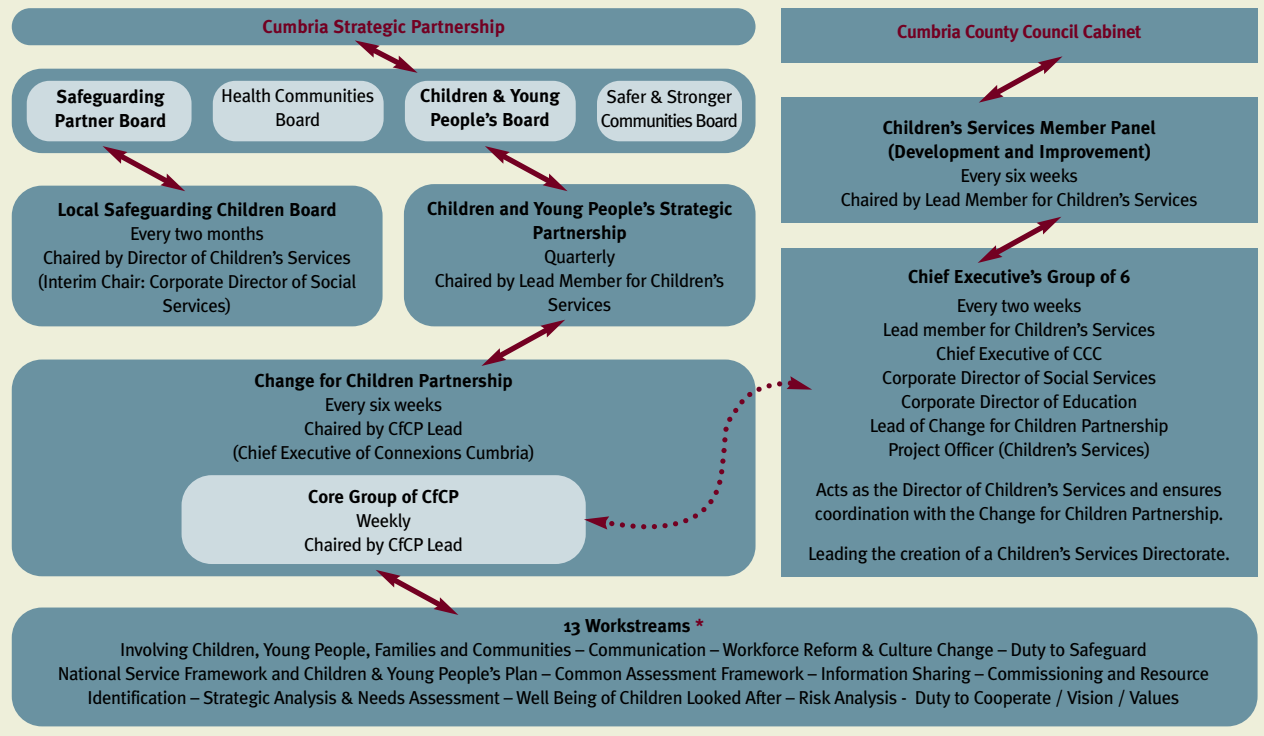 Cumbria Strategic Partnership
Safeguarding
Partner Board
Health Communities
Board
Children & Young
People's Board
Safer & Stronger
Communities Board
Local Safeguarding Children Board
Every two months
Chaired by Director of Children's Services
(Interim Chair: Corporate Director of Social
Services)
Children and Young People's Strategic
Partnership
Quarterly
Chaired by Lead Member for Children's
Services
Change for Children Partnership
Every six weeks
Chaired by CfCP Lead
(Chief Executive of Connexions Cumbria)
Core Group of CfCP
Weekly
Chaired by CfCP Lead
Cumbria County Council Cabinet
Children's Services Member Panel
(Development and Improvement)
Every six weeks
Chaired by Lead Member for Children's Services
Chief Executive's Group of 6
Every two weeks
Lead member for Children's Services
Chief Executive of CCC
Corporate Director of Social Services
Corporate Director of Education
Lead of Change for Children Partnership
Project Officer (Children's Services)
Acts as the Director of Children's Services and ensures
coordination with the Change for Children Partnership.
Leading the creation of a Children's Services Directorate.
13 Workstreams *
Involving Children, Young People, Families and Communities – Communication – Workforce Reform & Culture Change – Duty to Safeguard
National Service Framework and Children & Young People's Plan – Common Assessment Framework – Information Sharing – Commissioning and Resource
Identification – Strategic Analysis & Needs Assessment – Well Being of Children Looked After – Risk Analysis - Duty to Cooperate / Vision / Values